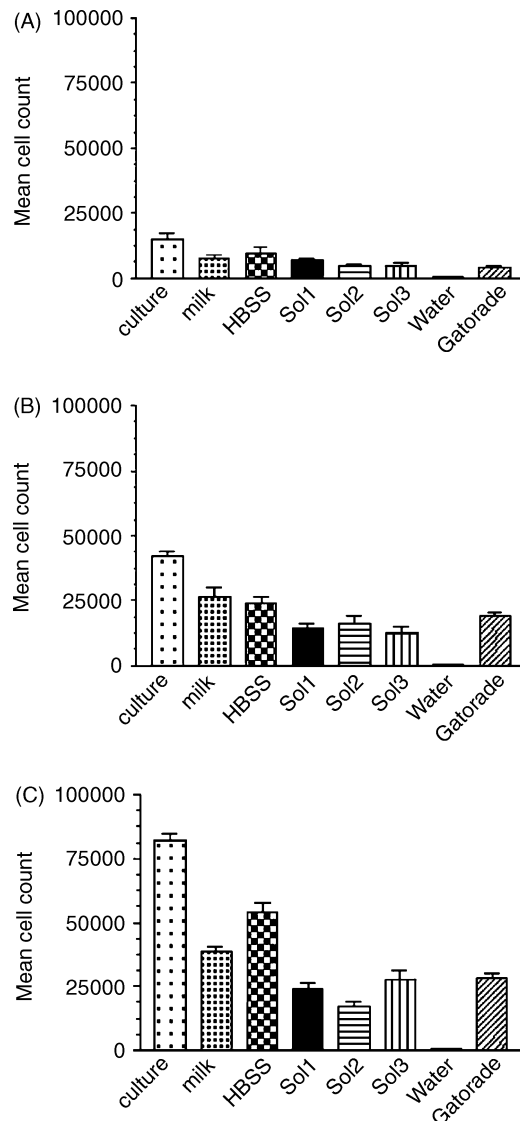 (A)
Mean cell count
100000
75000
50000
25000
0
culture
milk
HBSS
Sol1
Sol2
Sol3
Water
Gatorade
(B)
Mean cell count
100000
75000
50000
25000
0
culture
milk
HBSS
Sol1
Sol2
Sol3
Water
Gatorade
(C)
Mean cell count
100000
75000
50000
25000
0
culture
milk
HBSS
Sol1
Sol2
Sol3
Water
Gatorade